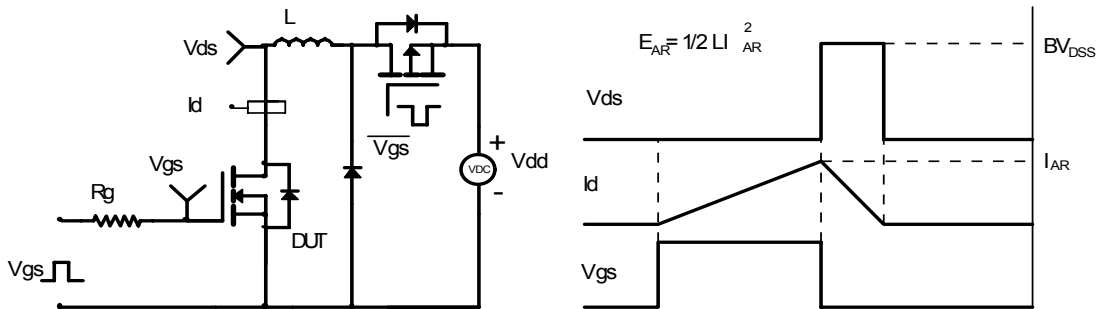 L
Vds
Id
Vgs
Vgs
+
VDC
Vdd
-
Rg
DUT
Vgs
E_AR = 1/2 LI²_AR
BV_DSS
Vds
I_AR
Id
Vgs